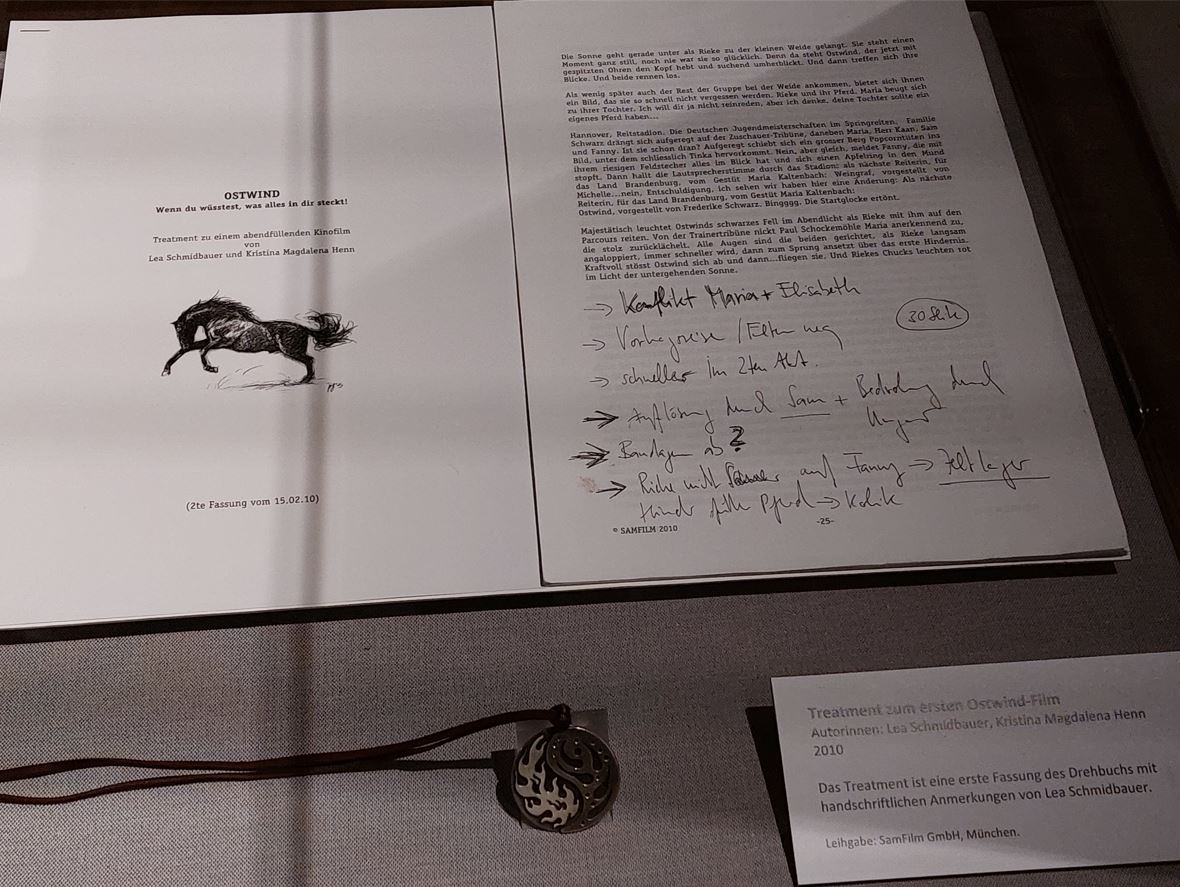 OSTWIND
Wenn du wüsstest, was alles in dir steckt!
Treatment zu einem abendfüllenden Kinofilm
von
Lea Schmidbauer und Kristina Magdalena Henn
(2te Fassung vom 15.02.10)
Die Sonne geht gerade unter als Rieke zu der kleinen Weide gelangt. Sie steht einen
Moment ganz still, noch nie war sie so glücklich. Denn da steht Ostwind, der jetzt mit
gespitzten Ohren den Kopf hebt und suchend umherblickt. Und dann treffen sich ihre
Blicke. Und beide rennen los.
Als wenig später auch der Rest der Gruppe bei der Weide ankommen, bietet sich ihnen
ein Bild, das sie so schnell nicht vergessen werden. Rieke und ihr Pferd. Maria beugt sich
zu ihrer Tochter. Ich will dir ja nicht reinreden, aber ich denke, deine Tochter sollte ein
eigenes Pferd haben...
Hannover, Reitstadion. Die Deutschen Jugendmeisterschaften im Springreiten. Familie
Schwarz drängt sich aufgeregt auf der Zuschauer-Tribüne, daneben Maria, Herr Kaan, Sam
und Fanny. Ist sie schon dran? Aufgeregt schiebt sich ein grosser Berg Popcorntüten ins
Bild, unter dem schliesslich Tinka hervorkommt. Nein, aber gleich, meldet Fanny, die mit
ihrem riesigen Feldstecher alles im Blick hat und sich einen Apfelring in den Mund
stopft. Dann hallt die Lautsprecherstimme durch das Stadion: als nächste Reiterin, für
das Land Brandenburg, vom Gestüt Maria Kaltenbach: Weingraf, vorgestellt von
Michelle...nein, Entschuldigung, ich sehen wir haben hier eine Änderung: Als nächste
Reiterin, für das Land Brandenburg, vom Gestüt Maria Kaltenbach:
Ostwind, vorgestellt von Frederike Schwarz. Bingggg. Die Startglocke ertönt.
Majestätisch leuchtet Ostwinds schwarzes Fell im Abendlicht als Rieke mit ihm auf den
Parcours reiten. Von der Trainertribüne nickt Paul Schockemöhle Maria anerkennend zu,
die stolz zurücklächelt. Alle Augen sind die beiden gerichtet, als Rieke langsam
angaloppiert, immer schneller wird, dann zum Sprung ansetzt über das erste Hindernis.
Kraftvoll stösst Ostwind sich ab und dann...fliegen sie. Und Riekes Chucks leuchten rot
im Licht der untergehenden Sonne.
→ Konflikt Maria + Elisabeth
→ /Eltern weg
→ schneller im 2ten Akt.
→ Auflösung durch Sam + Bedrohung durch
Ungar
→ Bandagen ab?
→ Rieke will auf Fanny → Zeltlager
Pferd → Kolik
© SAMFILM 2010
-25-
Treatment zum ersten Ostwind-Film
Autorinnen: Lea Schmidbauer, Kristina Magdalena Henn
2010
Das Treatment ist eine erste Fassung des Drehbuchs mit
handschriftlichen Anmerkungen von Lea Schmidbauer.
Leihgabe: SamFilm GmbH, München.